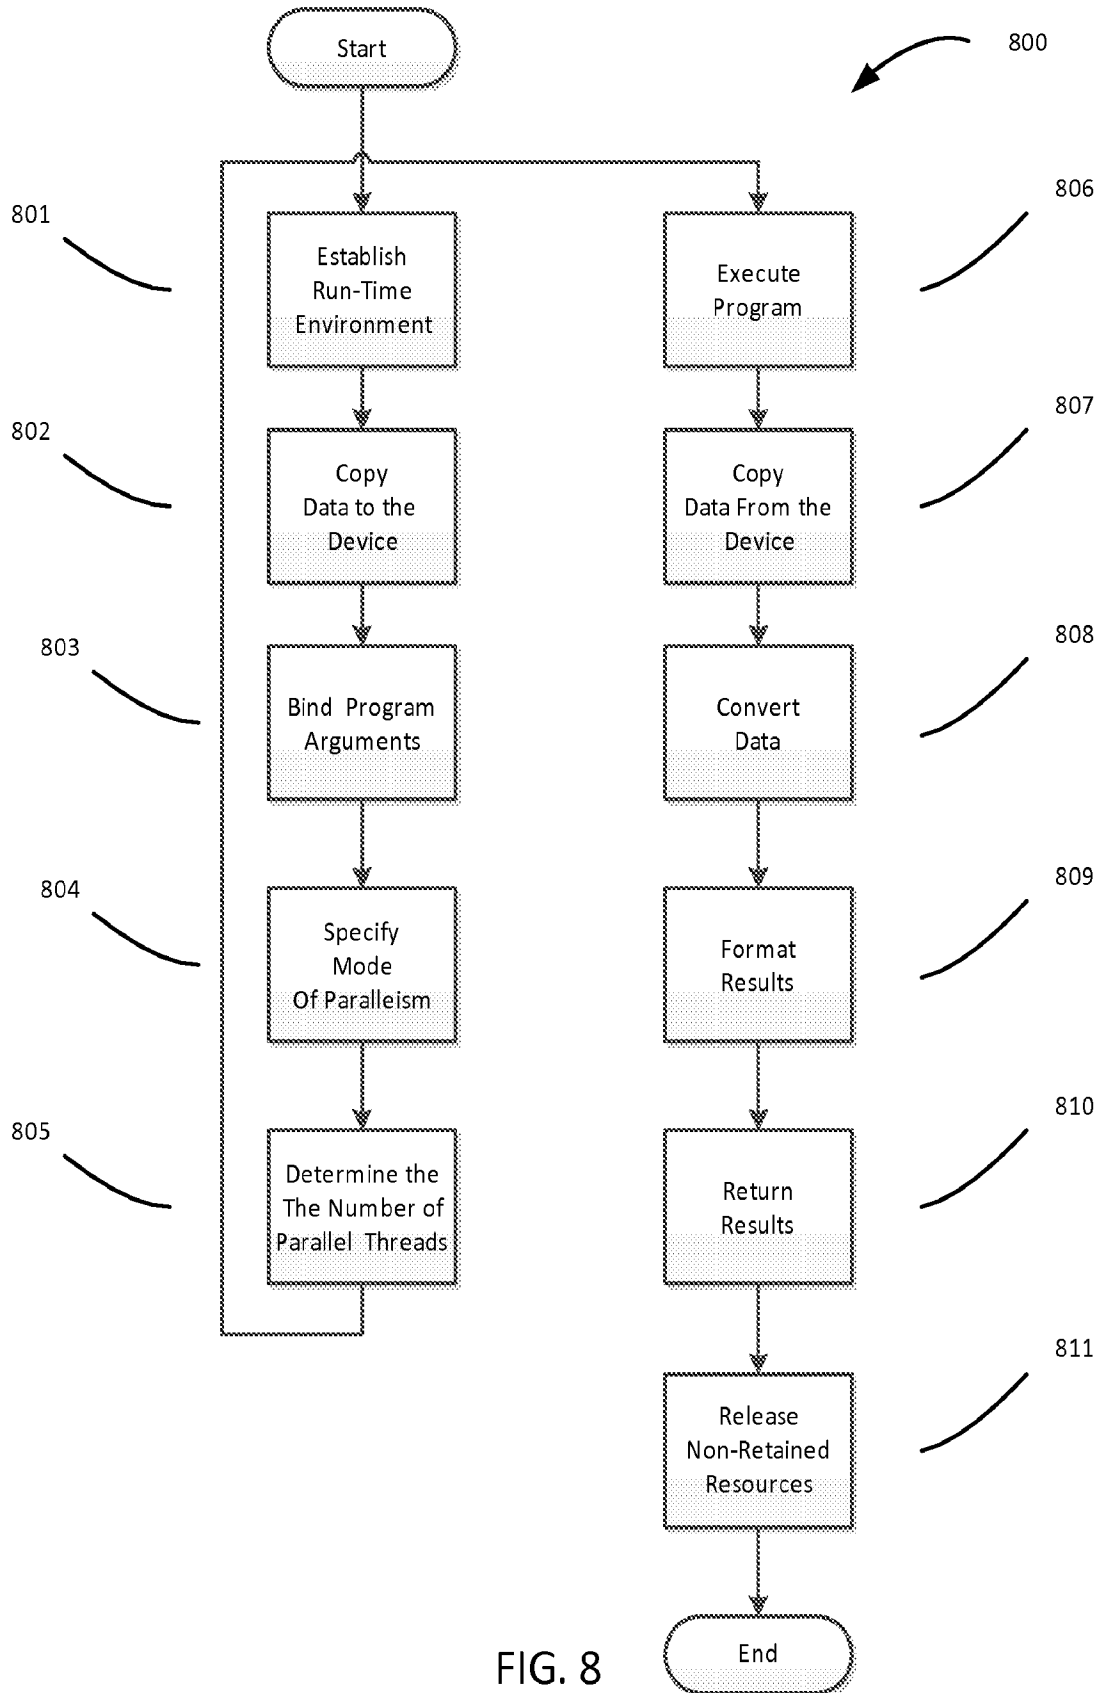 Start
800
801
Establish
Run-Time
Environment
802
Copy
Data to the
Device
803
Bind Program
Arguments
804
Specify
Mode
Of Paralleism
805
Determine the
The Number of
Parallel Threads
806
Execute
Program
807
Copy
Data From the
Device
808
Convert
Data
809
Format
Results
810
Return
Results
811
Release
Non-Retained
Resources
End
FIG. 8